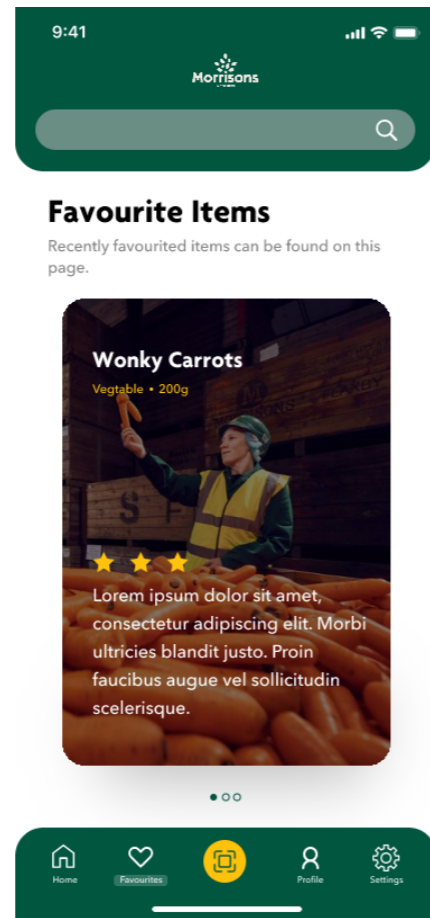 9:41
Morrisons
Favourite Items
Recently favourited items can be found on this
page.
Wonky Carrots
Vegtable • 200g
Lorem ipsum dolor sit amet,
consectetur adipiscing elit. Morbi
ultricies blandit justo. Proin
faucibus augue vel sollicitudin
scelerisque.
Home
Favourites
Profile
Settings